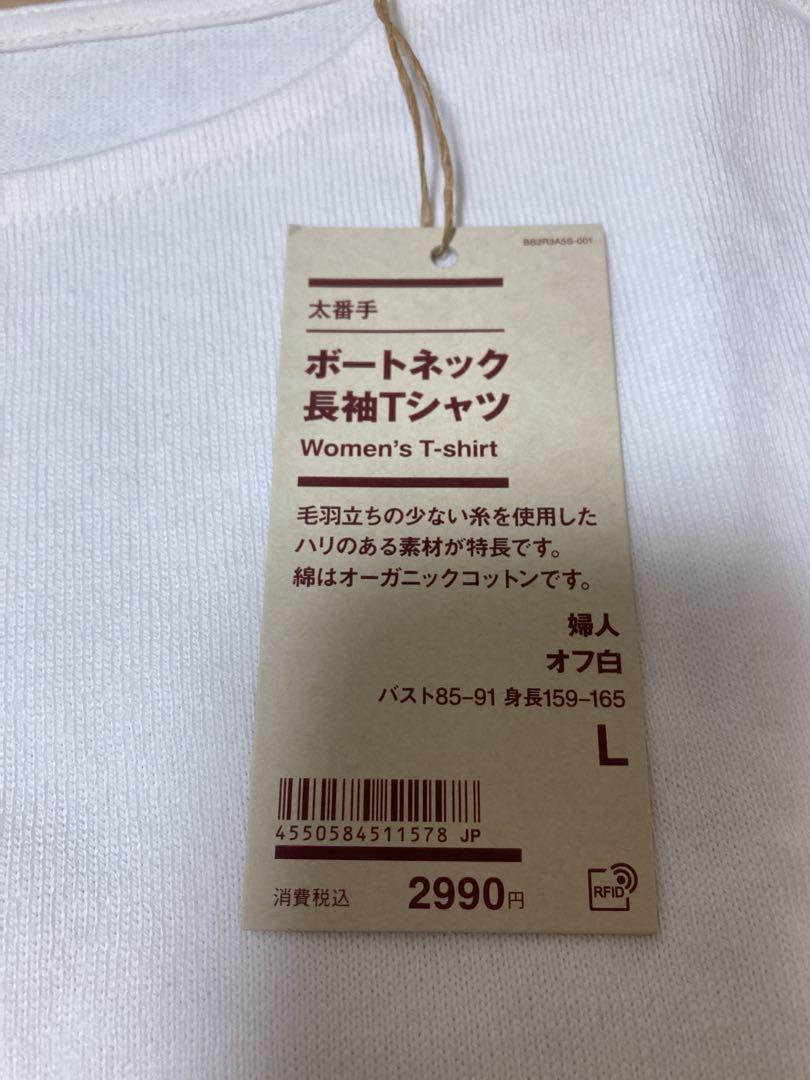 BB2R3A5S-001
太番手
ボートネック
長袖Tシャツ
Women's T-shirt
毛羽立ちの少ない糸を使用した
ハリのある素材が特長です。
綿はオーガニックコットンです。
婦人
オフ白
バスト85-91 身長159-165
L
4550584511578 JP
消費税込 2990円
RFID